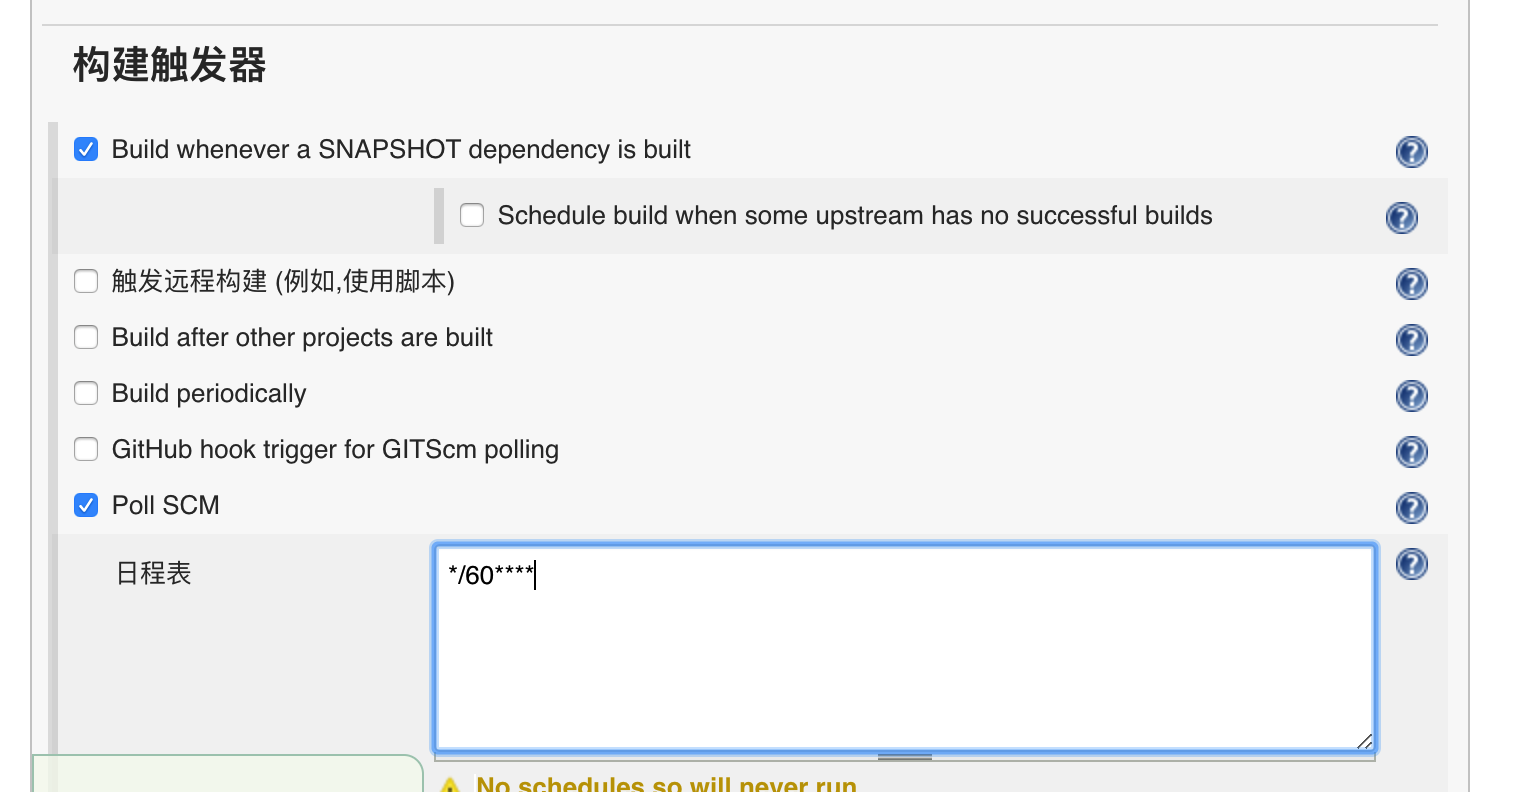 构建触发器
Build whenever a SNAPSHOT dependency is built
Schedule build when some upstream has no successful builds
触发远程构建 (例如,使用脚本)
Build after other projects are built
Build periodically
GitHub hook trigger for GITScm polling
Poll SCM
日程表
*/60****
No schedules so will never run